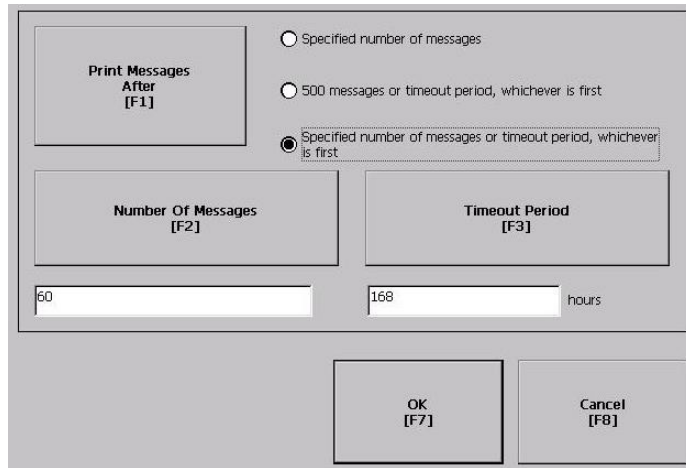 Print Messages
After
[F1]
Specified number of messages
500 messages or timeout period, whichever is first
Specified number of messages or timeout period, whichever
is first
Number Of Messages
[F2]
Timeout Period
[F3]
60
168
hours
OK
[F7]
Cancel
[F8]